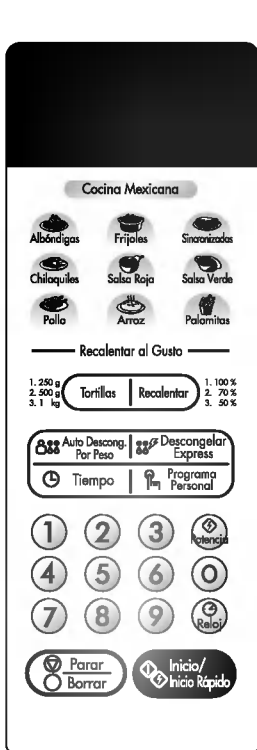 Cocina Mexicana
Albóndigas Frijoles Sincronizadas
Chilaquiles Salsa Roja Salsa Verde
Pollo Arroz Palomitas
Recalentar al Gusto
1. 250 g
2. 500 g
3. 1 kg
Tortillas Recalentar
1. 100 %
2. 70 %
3. 50 %
Auto Descong.
Por Peso
Descongelar
Express
Tiempo
Programa
Personal
1 2 3 Potencia
4 5 6 0
7 8 9 Reloj
Parar
Borrar
Inicio/
Inicio Rápido